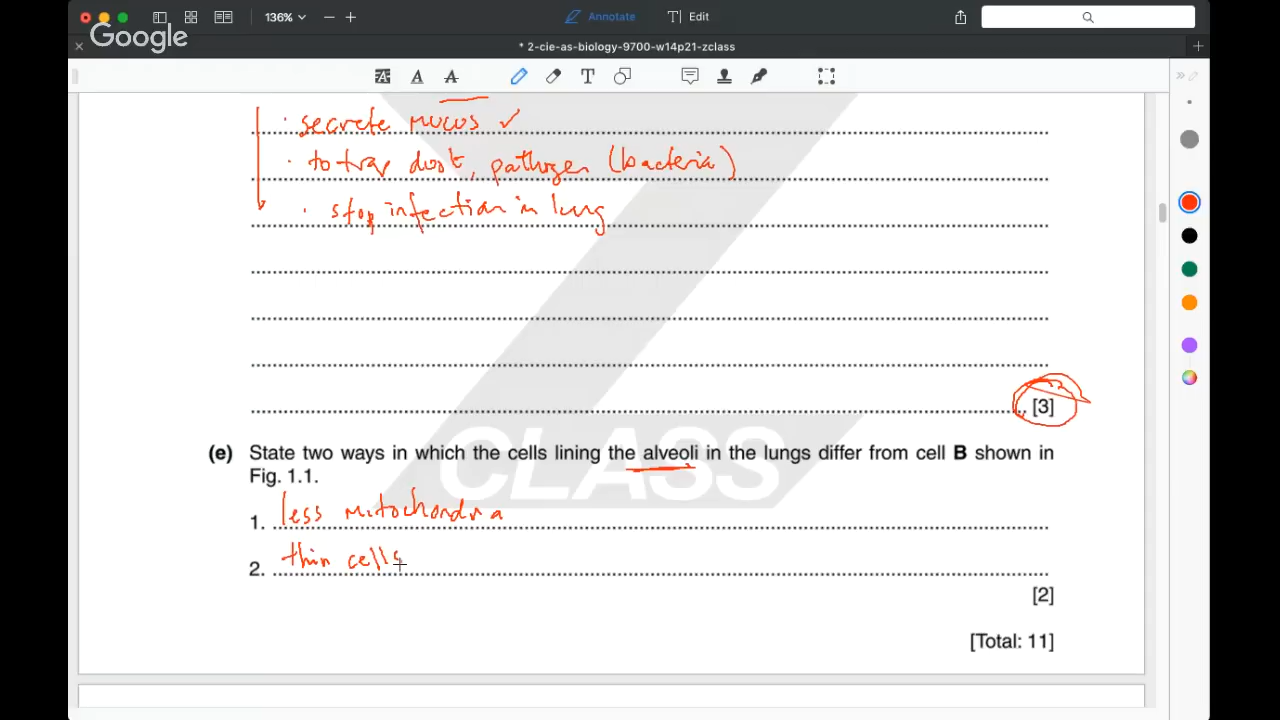 136%
Annotate
Edit
Google
* 2-cie-as-biology-9700-w14p21-zclass
· secrete mucus ✓
· to trap dust, pathogen (bacteria)
· stop infection in lung
[3]
(e) State two ways in which the cells lining the alveoli in the lungs differ from cell B shown in
Fig. 1.1.
1. less mitochondria
2. thin cells
[2]
[Total: 11]
CLASS